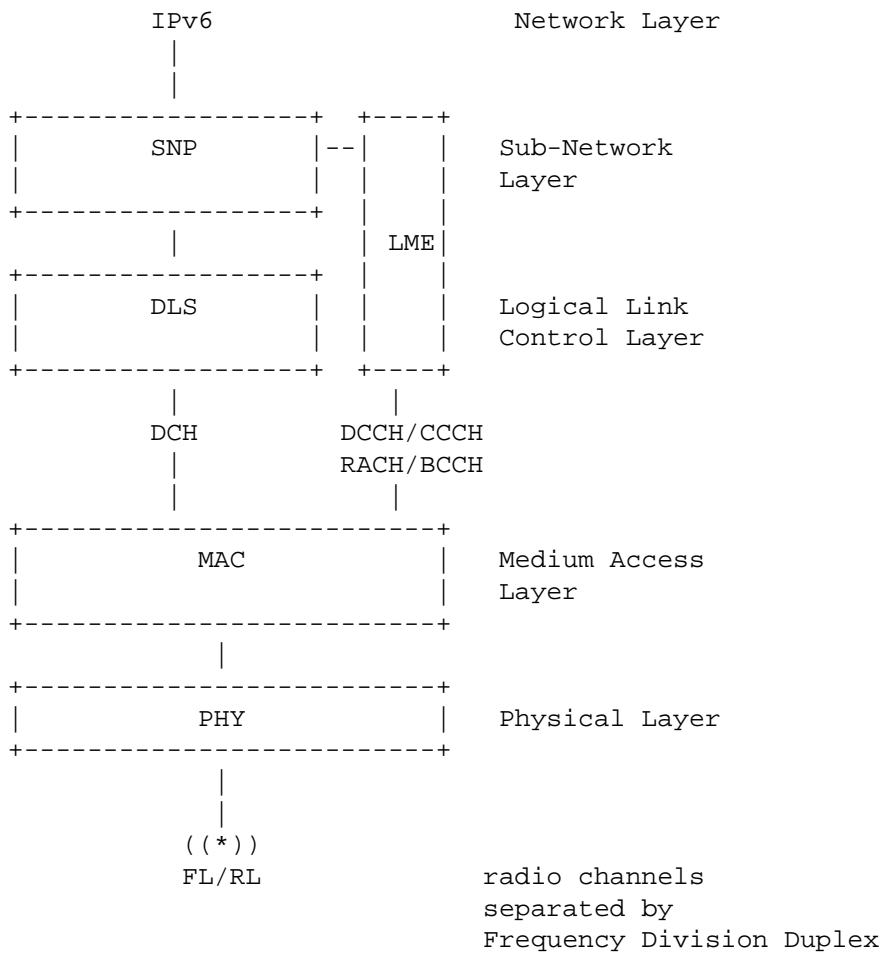 IPv6 Network Layer
SNP Sub-Network
Layer
LME
DLS Logical Link
Control Layer
DCH DCCH/CCCH
RACH/BCCH
MAC Medium Access
Layer
PHY Physical Layer
((*))
FL/RL radio channels
separated by
Frequency Division Duplex